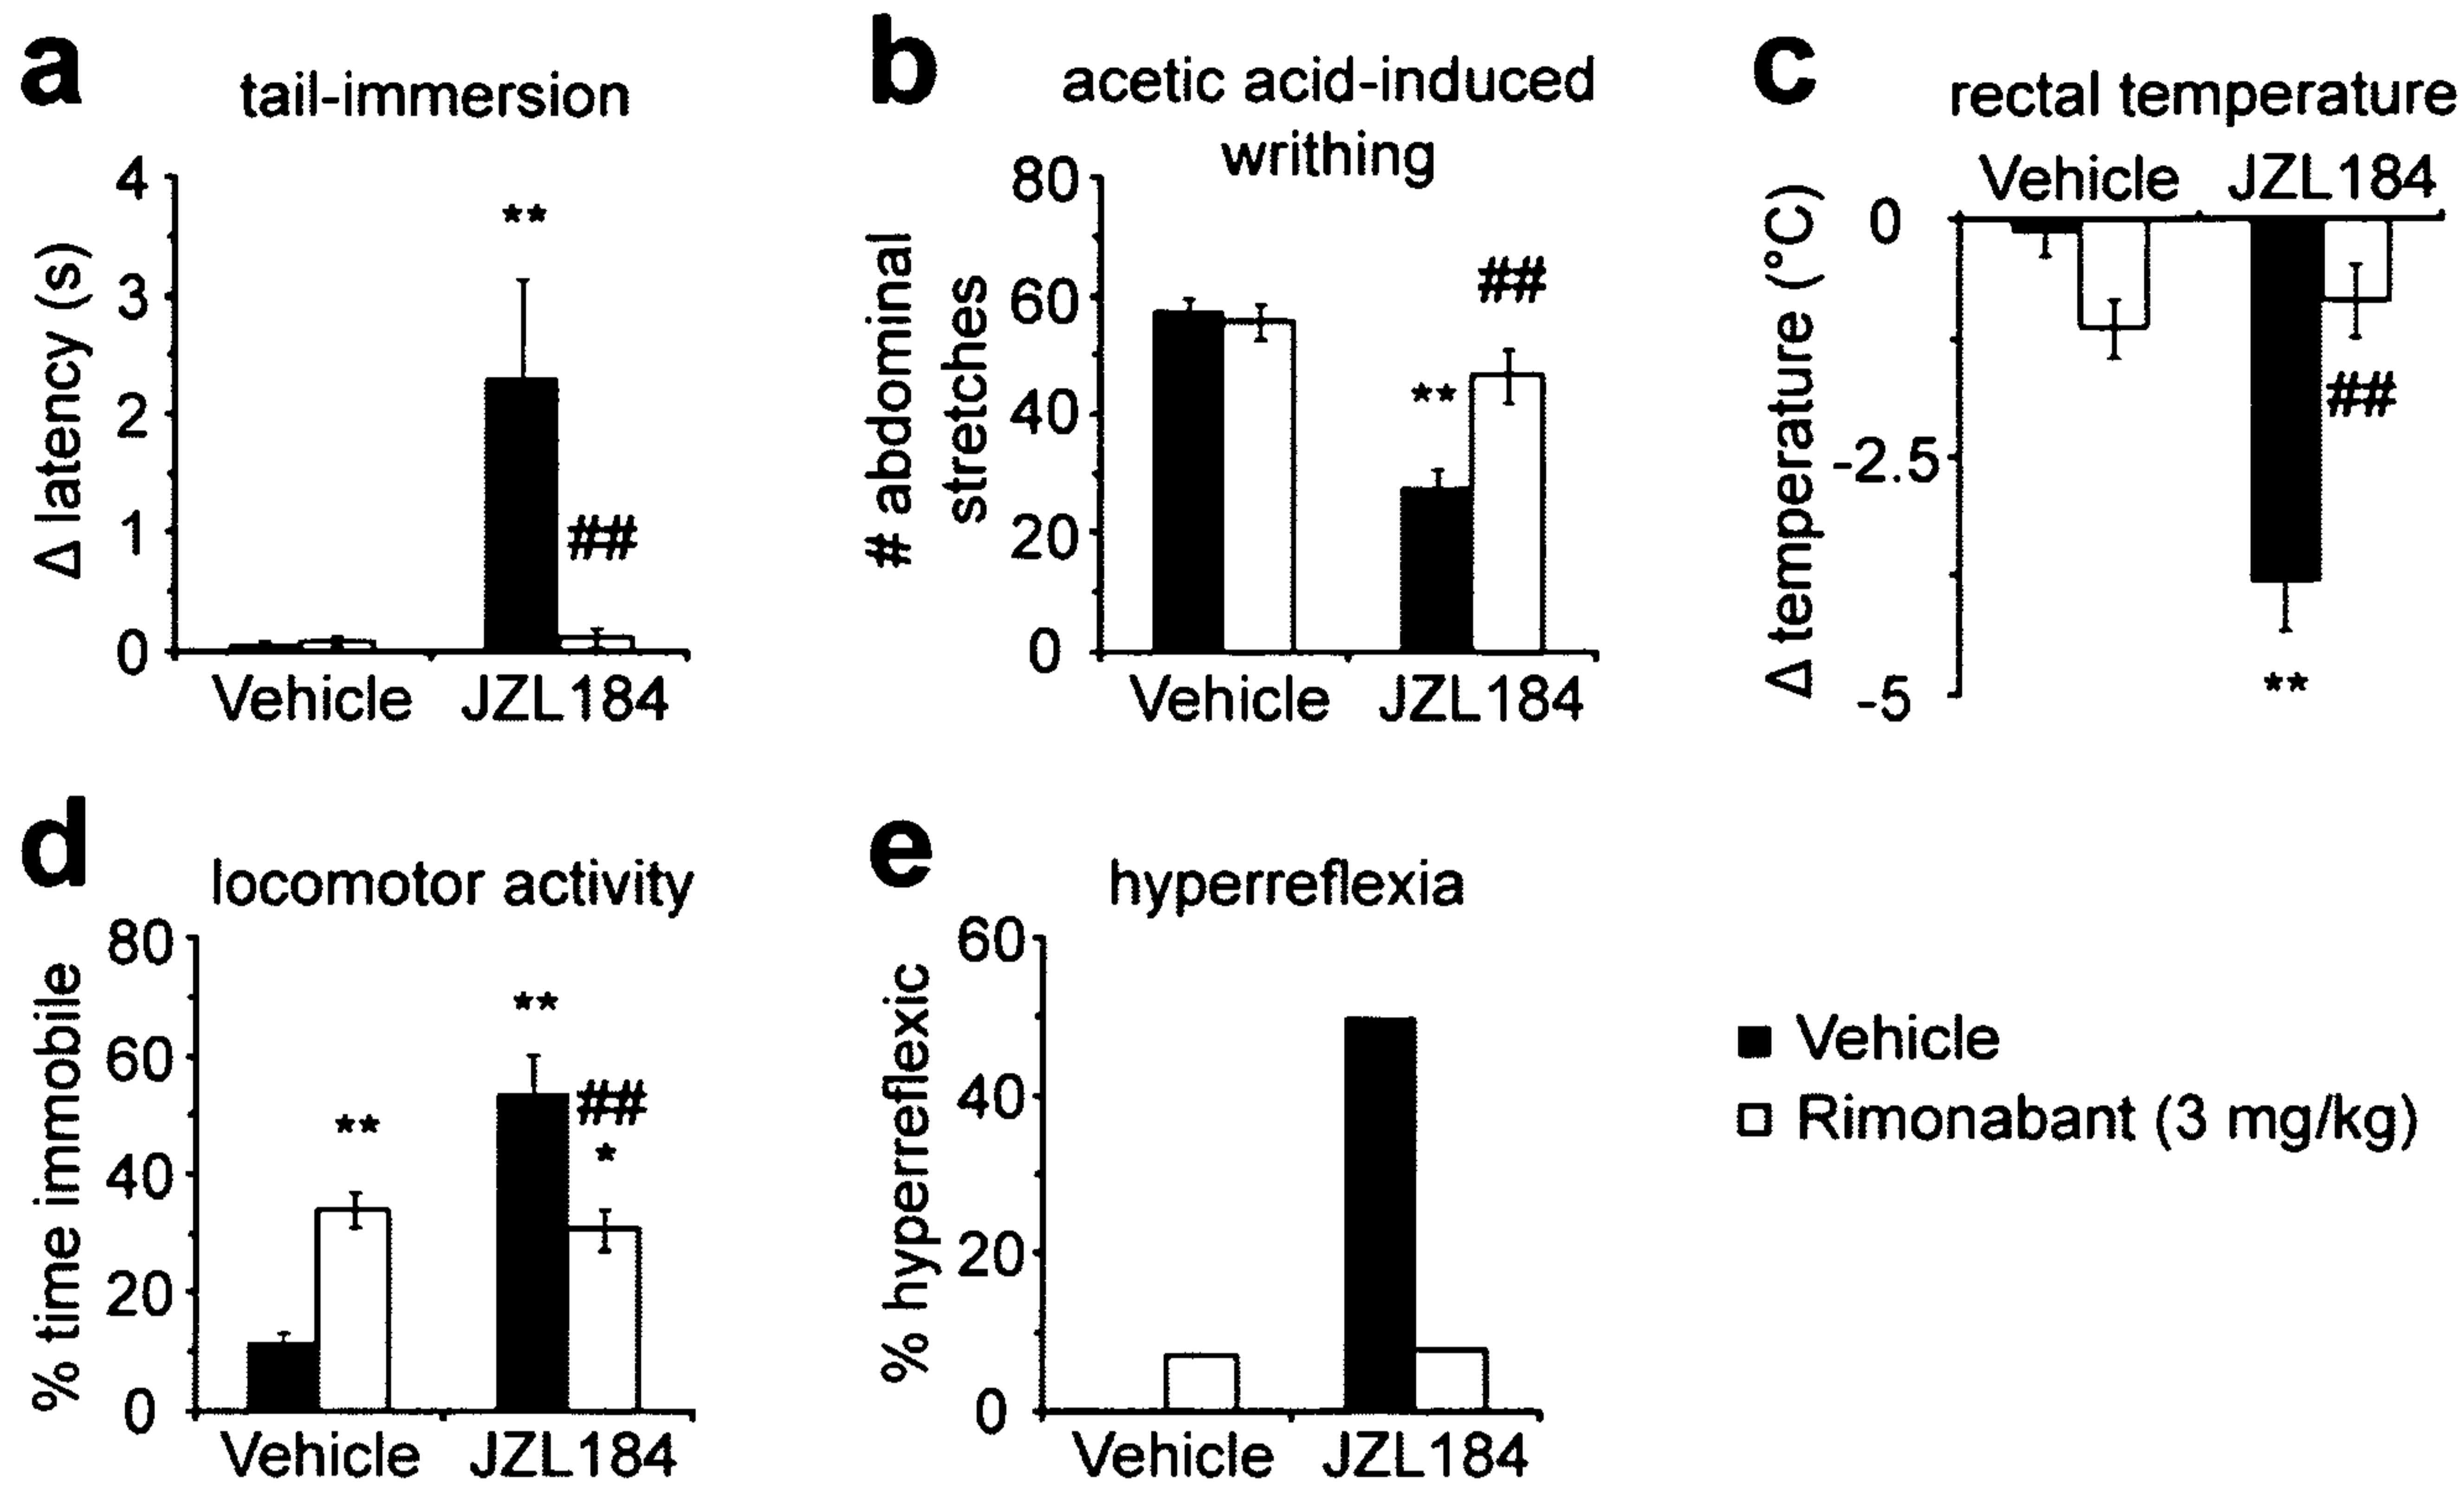 a
tail-immersion
Δ latency (s)
4
3
2
1
0
**
##
Vehicle JZL184
b
acetic acid-induced
writhing
# abdominal
stretches
80
60
40
20
0
**
##
Vehicle JZL184
c
rectal temperature
Vehicle JZL184
Δ temperature (°C)
0
-2.5
-5
##
**
d
locomotor activity
% time immobile
80
60
40
20
0
**
**
##
*
Vehicle JZL184
e
hyperreflexia
% hyperreflexic
60
40
20
0
Vehicle JZL184
Vehicle
Rimonabant (3 mg/kg)